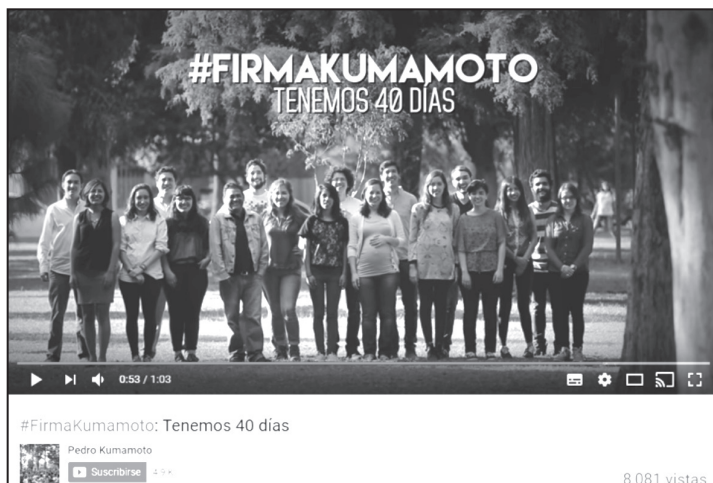 #FIRMAKUMAMOTO
TENEMOS 40 DÍAS
0:53 / 1:03
#FirmaKumamoto: Tenemos 40 días
Pedro Kumamoto
Suscribirse
8,081 vistas